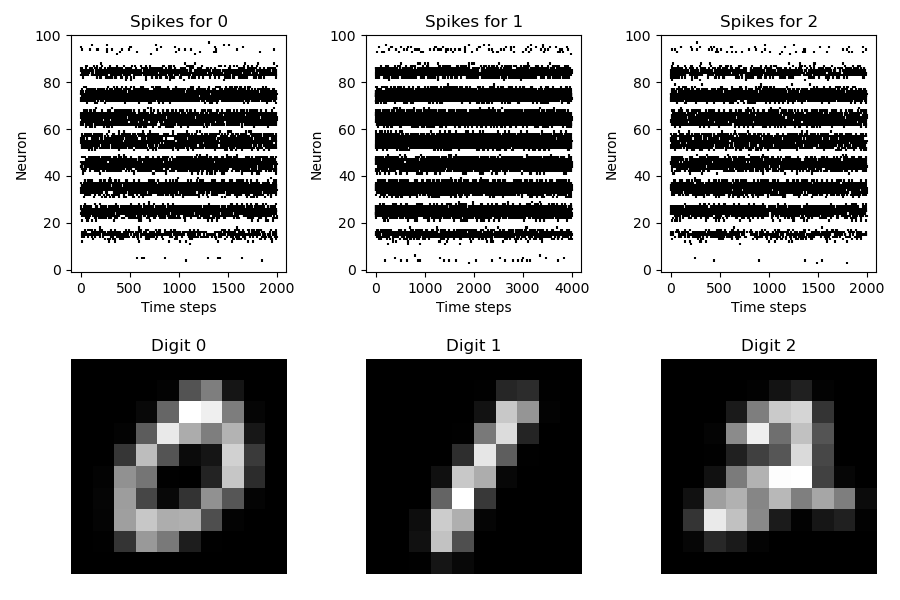 Spikes for 0 Spikes for 1 Spikes for 2
100 100 100
80 80 80
60 60 60
Neuron Neuron Neuron
40 40 40
20 20 20
0 0 0
0 500 1000 1500 2000 0 1000 2000 3000 4000 0 500 1000 1500 2000
Time steps Time steps Time steps
Digit 0 Digit 1 Digit 2